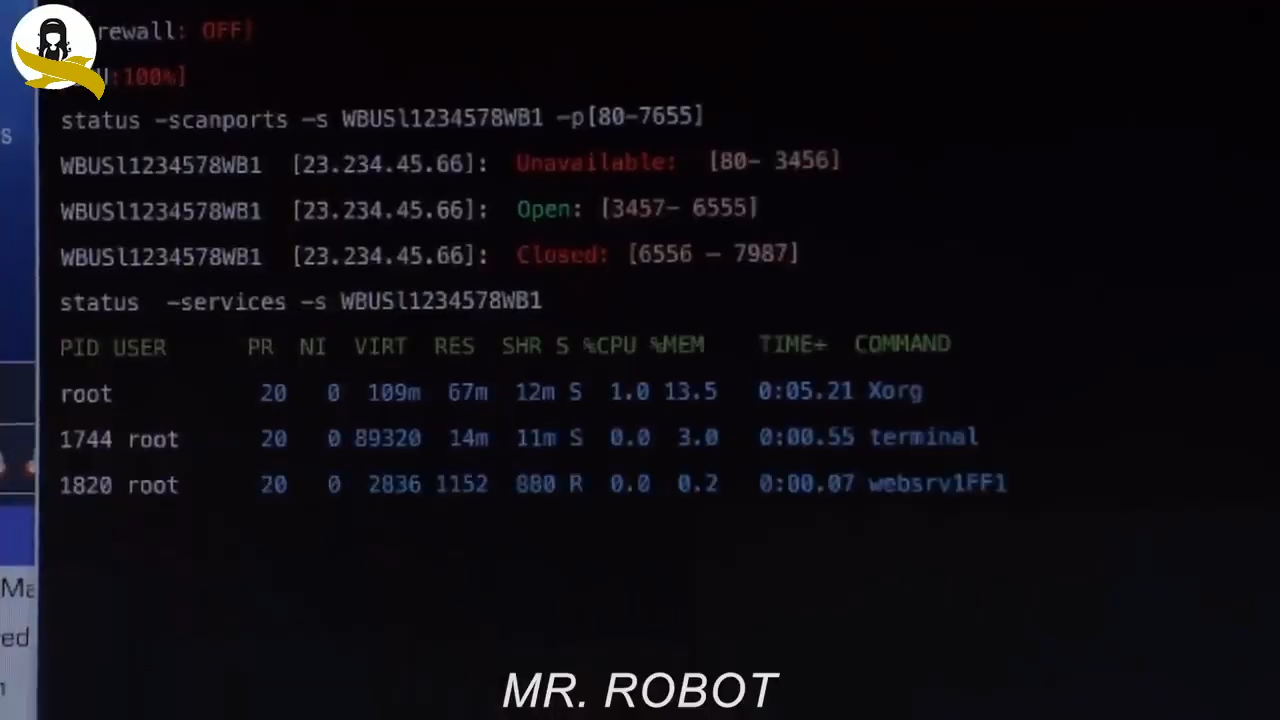 rewall: OFF]
:100%]
status -scanports -s WBUSl1234578WB1 -p[80-7655]
WBUSl1234578WB1 [23.234.45.66]: Unavailable: [80- 3456]
WBUSl1234578WB1 [23.234.45.66]: Open: [3457- 6555]
WBUSl1234578WB1 [23.234.45.66]: Closed: [6556 - 7987]
status -services -s WBUSl1234578WB1
PID USER PR NI VIRT RES SHR S %CPU %MEM TIME+ COMMAND
root 20 0 109m 67m 12m S 1.0 13.5 0:05.21 Xorg
1744 root 20 0 89320 14m 11m S 0.0 3.0 0:00.55 terminal
1820 root 20 0 2836 1152 880 R 0.0 0.2 0:00.07 websrv1FF1
Ma
ed
MR. ROBOT